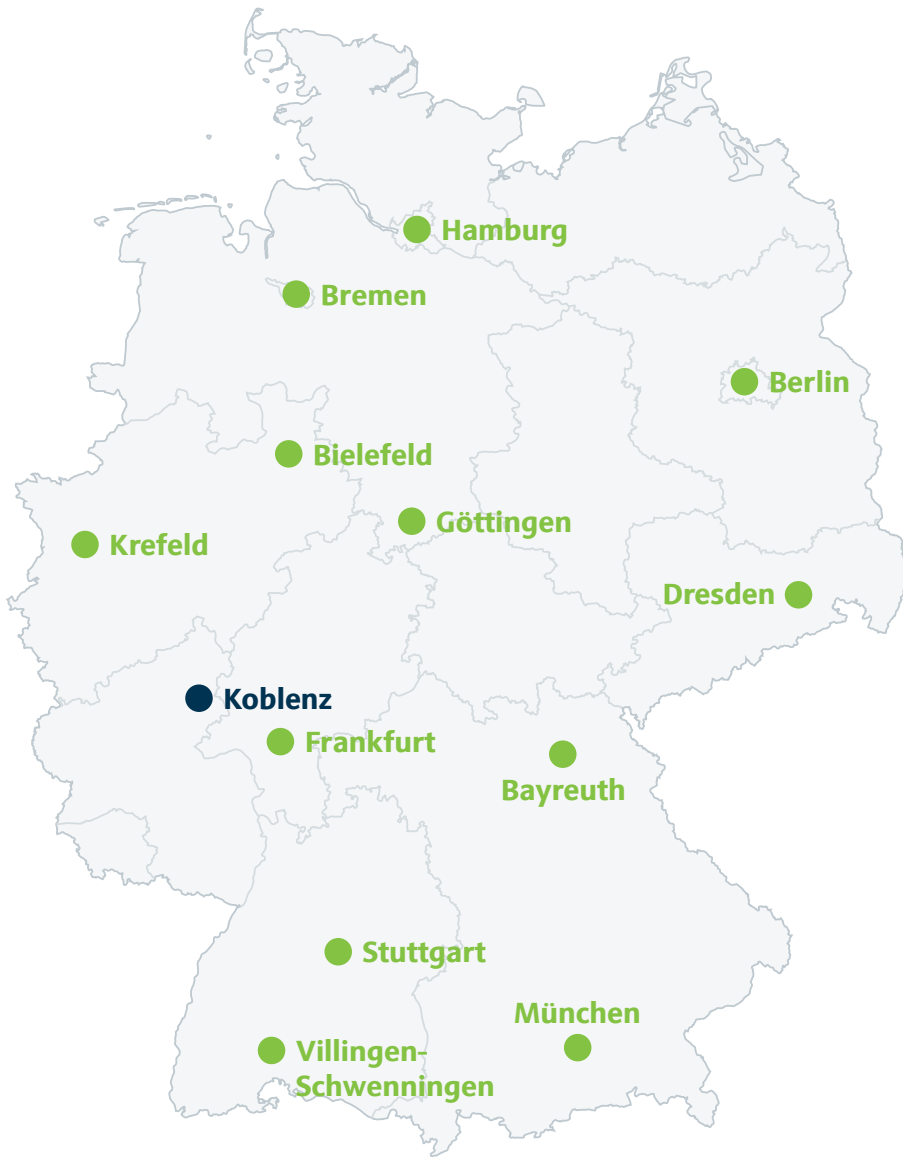 Hamburg
Bremen
Berlin
Bielefeld
Göttingen
Krefeld
Dresden
Koblenz
Frankfurt
Bayreuth
Stuttgart
München
Villingen-
Schwenningen